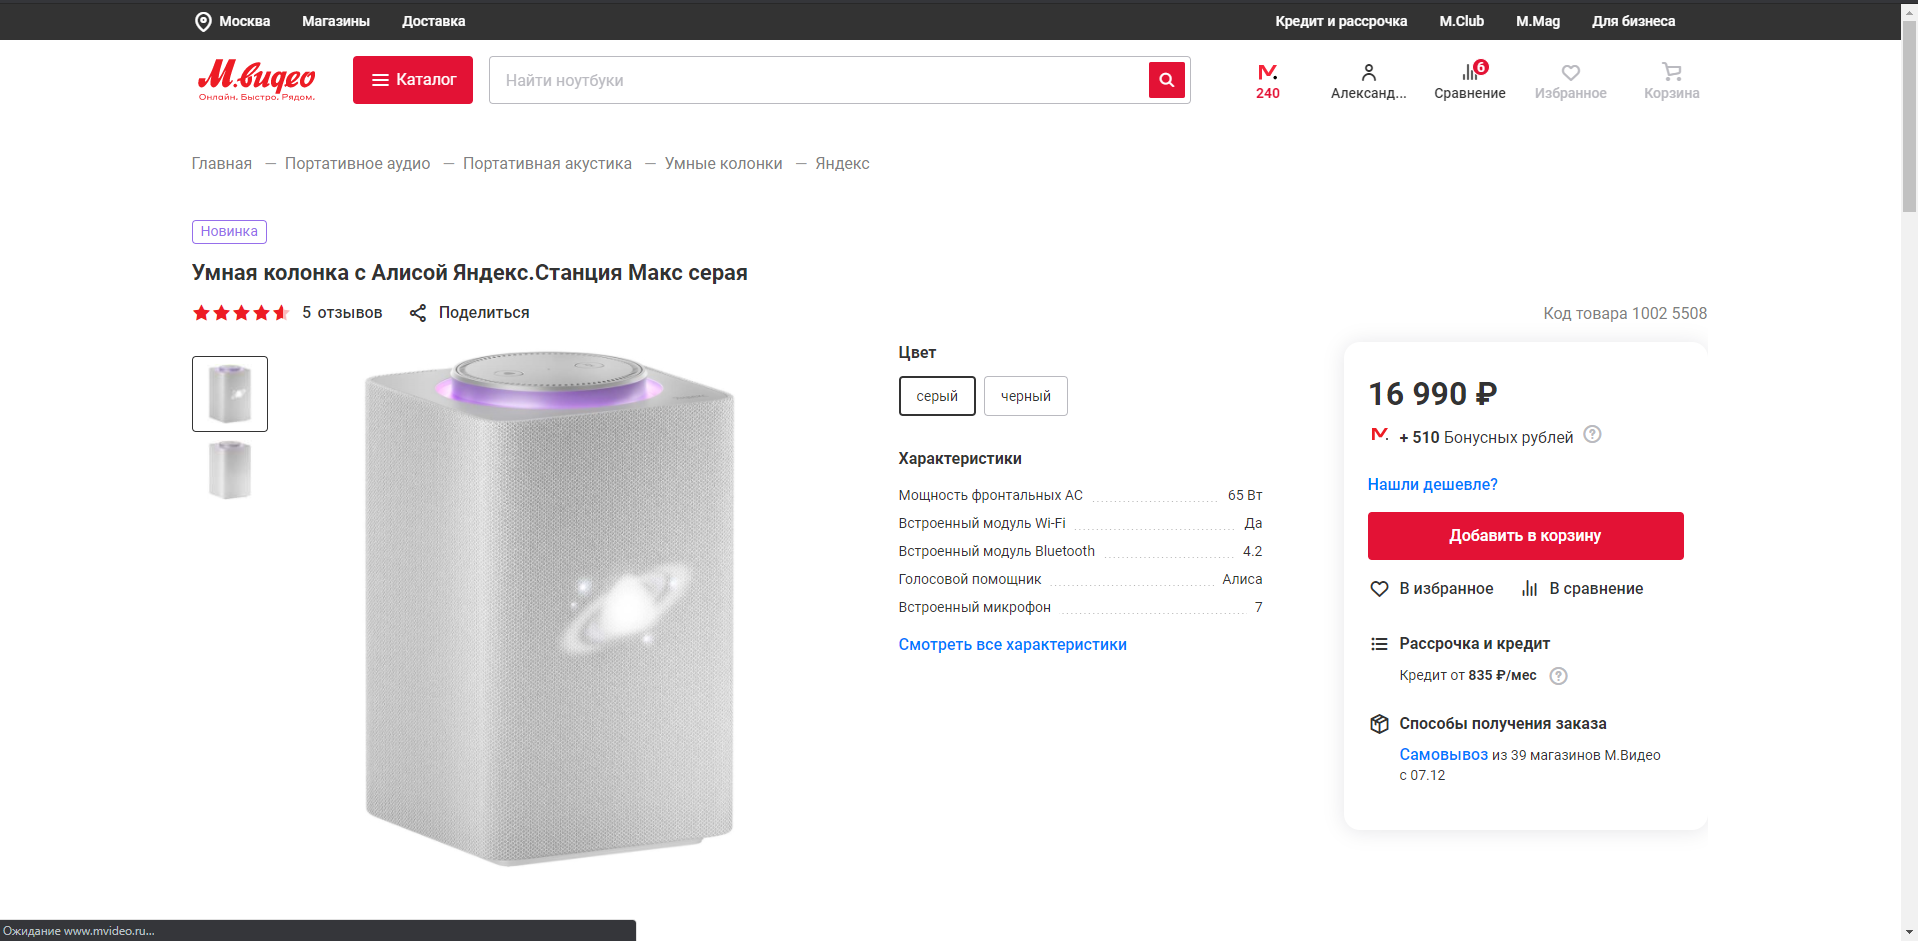 Москва Магазины Доставка Кредит и рассрочка M.Club M.Mag Для бизнеса
М.видео
Онлайн. Быстро. Рядом.
Каталог
Найти ноутбуки
240
Александ...
6
Сравнение
Избранное
Корзина
Главная — Портативное аудио — Портативная акустика — Умные колонки — Яндекс
Новинка
Умная колонка с Алисой Яндекс.Станция Макс серая
5 отзывов Поделиться
Код товара 1002 5508
Цвет
серый черный
Характеристики
Мощность фронтальных АС 65 Вт
Встроенный модуль Wi-Fi Да
Встроенный модуль Bluetooth 4.2
Голосовой помощник Алиса
Встроенный микрофон 7
Смотреть все характеристики
16 990 ₽
М. + 510 Бонусных рублей ?
Нашли дешевле?
Добавить в корзину
В избранное В сравнение
Рассрочка и кредит
Кредит от 835 ₽/мес ?
Способы получения заказа
Самовывоз из 39 магазинов М.Видео
с 07.12
Ожидание www.mvideo.ru...